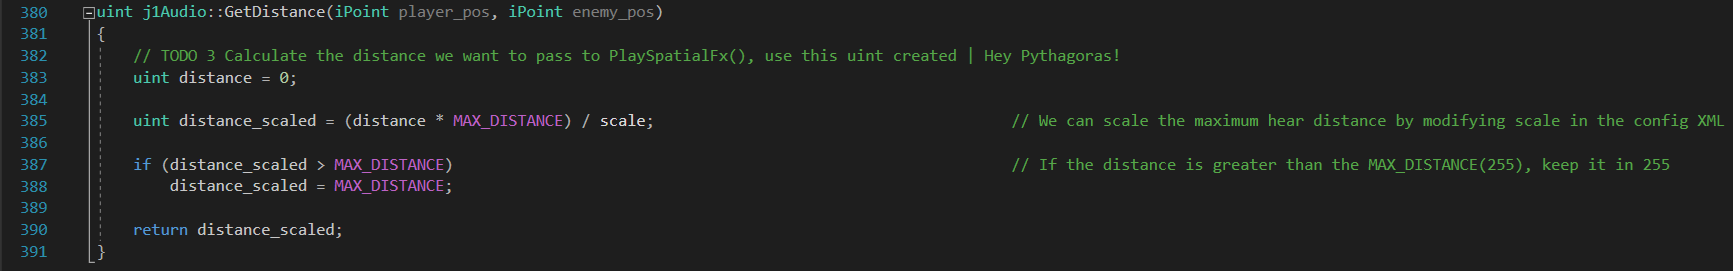 380 uint j1Audio::GetDistance(iPoint player_pos, iPoint enemy_pos)
381 {
382 // TODO 3 Calculate the distance we want to pass to PlaySpatialFx(), use this uint created | Hey Pythagoras!
383 uint distance = 0;
384
385 uint distance_scaled = (distance * MAX_DISTANCE) / scale; // We can scale the maximum hear distance by modifying scale in the config XML
386
387 if (distance_scaled > MAX_DISTANCE) // If the distance is greater than the MAX_DISTANCE(255), keep it in 255
388 distance_scaled = MAX_DISTANCE;
389
390 return distance_scaled;
391 }